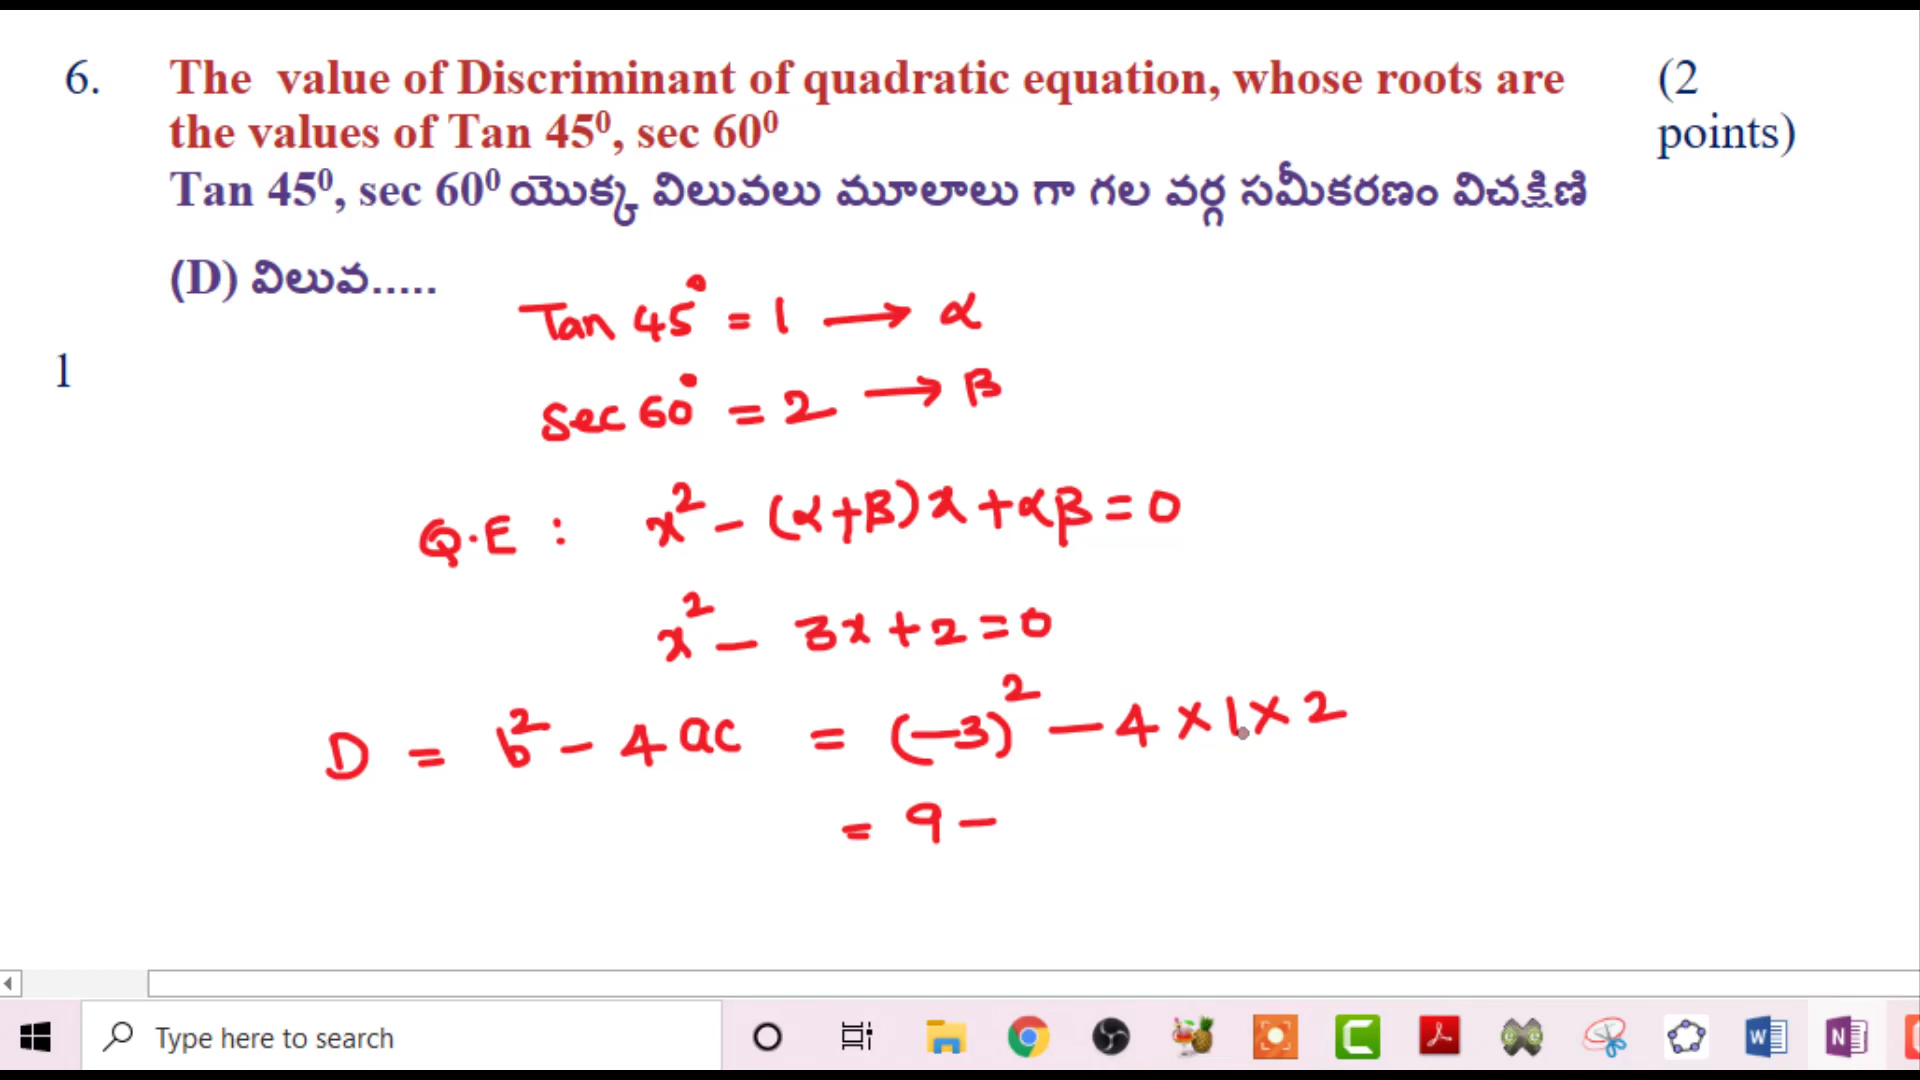 6. The value of Discriminant of quadratic equation, whose roots are (2
the values of Tan 45⁰, sec 60⁰ points)
Tan 45⁰, sec 60⁰ యొక్క విలువలు మూలాలు గా గల వర్గ సమీకరణం విచక్షిణి
(D) విలువ.....
Tan 45° = 1 → α
1
Sec 60° = 2 → β
Q.E : x² - (α+β)x + αβ = 0
x² - 3x + 2 = 0
D = b² - 4ac = (-3)² - 4 × 1 × 2
= 9 -
Type here to search